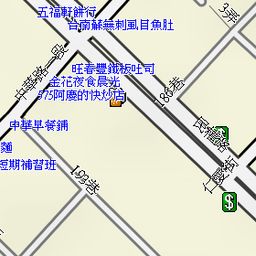 五福軒餅行
台南蘇無刺虱目魚肚
3弄
中華路一段
旺春豐鐵板吐司
金花夜食晨光
575阿慶的快炒店
186巷
民權路
中華早餐鋪
麵
短期補習班
193巷
仁愛街
$